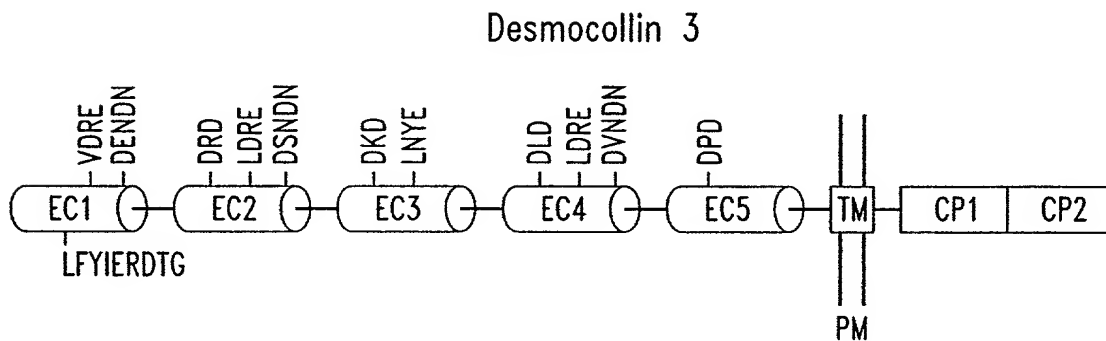 Desmocollin 3
VDRE
DENDN
DRD
LDRE
DSNDN
DKD
LNYE
DLD
LDRE
DVNDN
DPD
EC1
EC2
EC3
EC4
EC5
TM
CP1
CP2
LFYIERDTG
PM